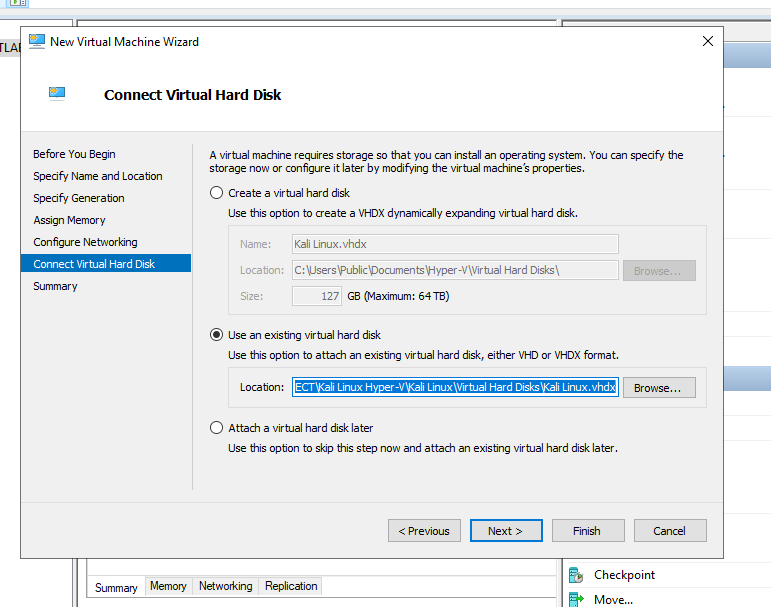 TLAB
New Virtual Machine Wizard
Connect Virtual Hard Disk
Before You Begin
Specify Name and Location
Specify Generation
Assign Memory
Configure Networking
Connect Virtual Hard Disk
Summary
A virtual machine requires storage so that you can install an operating system. You can specify the
storage now or configure it later by modifying the virtual machine's properties.
Create a virtual hard disk
Use this option to create a VHDX dynamically expanding virtual hard disk.
Name: Kali Linux.vhdx
Location: C:\Users\Public\Documents\Hyper-V\Virtual Hard Disks\ Browse...
Size: 127 GB (Maximum: 64 TB)
Use an existing virtual hard disk
Use this option to attach an existing virtual hard disk, either VHD or VHDX format.
Location: ECT\Kali Linux Hyper-V\Kali Linux\Virtual Hard Disks\Kali Linux.vhdx Browse...
Attach a virtual hard disk later
Use this option to skip this step now and attach an existing virtual hard disk later.
< Previous Next > Finish Cancel
Summary Memory Networking Replication
Checkpoint
Move...